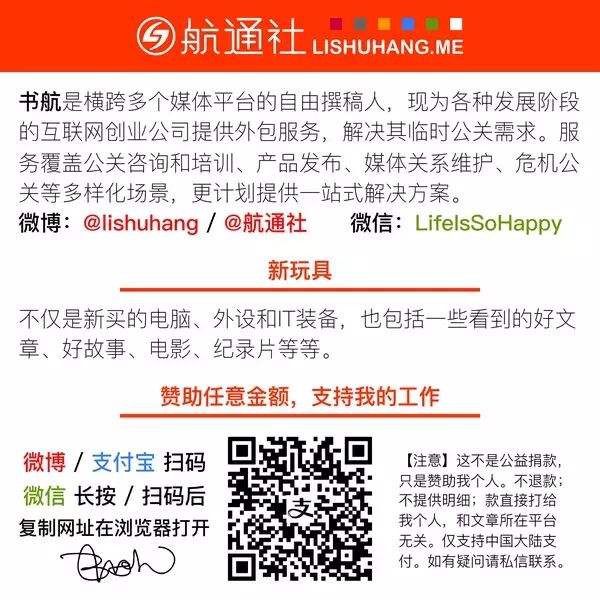 航通社 LISHUHANG.ME
书航是横跨多个媒体平台的自由撰稿人，现为各种发展阶段
的互联网创业公司提供外包服务，解决其临时公关需求。服
务覆盖公关咨询和培训、产品发布、媒体关系维护、危机公
关等多样化场景，更计划提供一站式解决方案。
微博：@lishuhang / @航通社 微信：LifeIsSoHappy
新玩具
不仅是新买的电脑、外设和IT装备，也包括一些看到的好文
章、好故事、电影、纪录片等等。
赞助任意金额，支持我的工作
微博 / 支付宝 扫码
微信 长按 / 扫码后
复制网址在浏览器打开
支
【注意】这不是公益捐款，
只是赞助我个人。不退款；
不提供明细；款直接打给
我个人，和文章所在平台
无关。仅支持中国大陆支
付。如有疑问请私信联系。